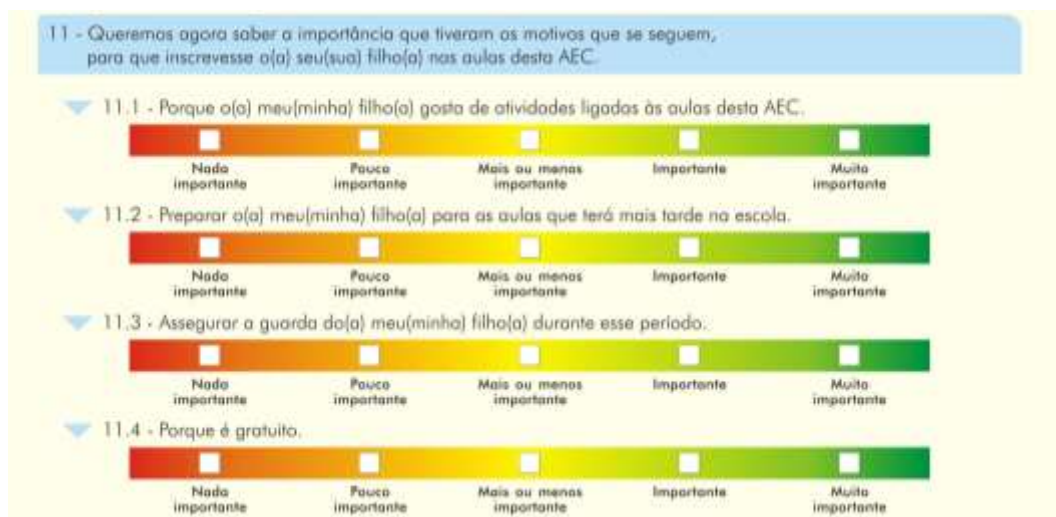 11 - Queremos agora saber a importância que tiveram os motivos que se seguem,
para que inscrevesse o(a) seu(sua) filho(a) nas aulas desta AEC.
11.1 - Porque o(a) meu(minha) filho(a) gosta de atividades ligadas às aulas desta AEC.
Nada Pouco Mais ou menos Importante Muito
importante importante importante importante
11.2 - Preparar o(a) meu(minha) filho(a) para as aulas que terá mais tarde na escola.
Nada Pouco Mais ou menos Importante Muito
importante importante importante importante
11.3 - Assegurar a guarda do(a) meu(minha) filho(a) durante esse período.
Nada Pouco Mais ou menos Importante Muito
importante importante importante importante
11.4 - Porque é gratuito.
Nada Pouco Mais ou menos Importante Muito
importante importante importante importante